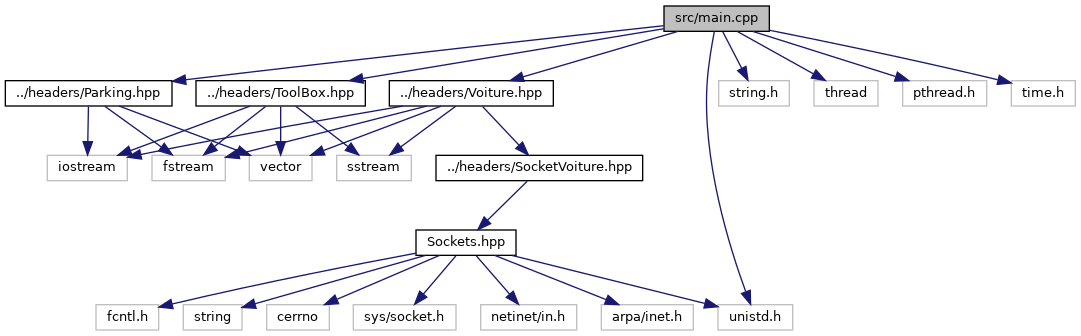 src/main.cpp
../headers/Parking.hpp
../headers/ToolBox.hpp
../headers/Voiture.hpp
string.h
thread
pthread.h
time.h
iostream
fstream
vector
sstream
../headers/SocketVoiture.hpp
Sockets.hpp
fcntl.h
string
cerrno
sys/socket.h
netinet/in.h
arpa/inet.h
unistd.h